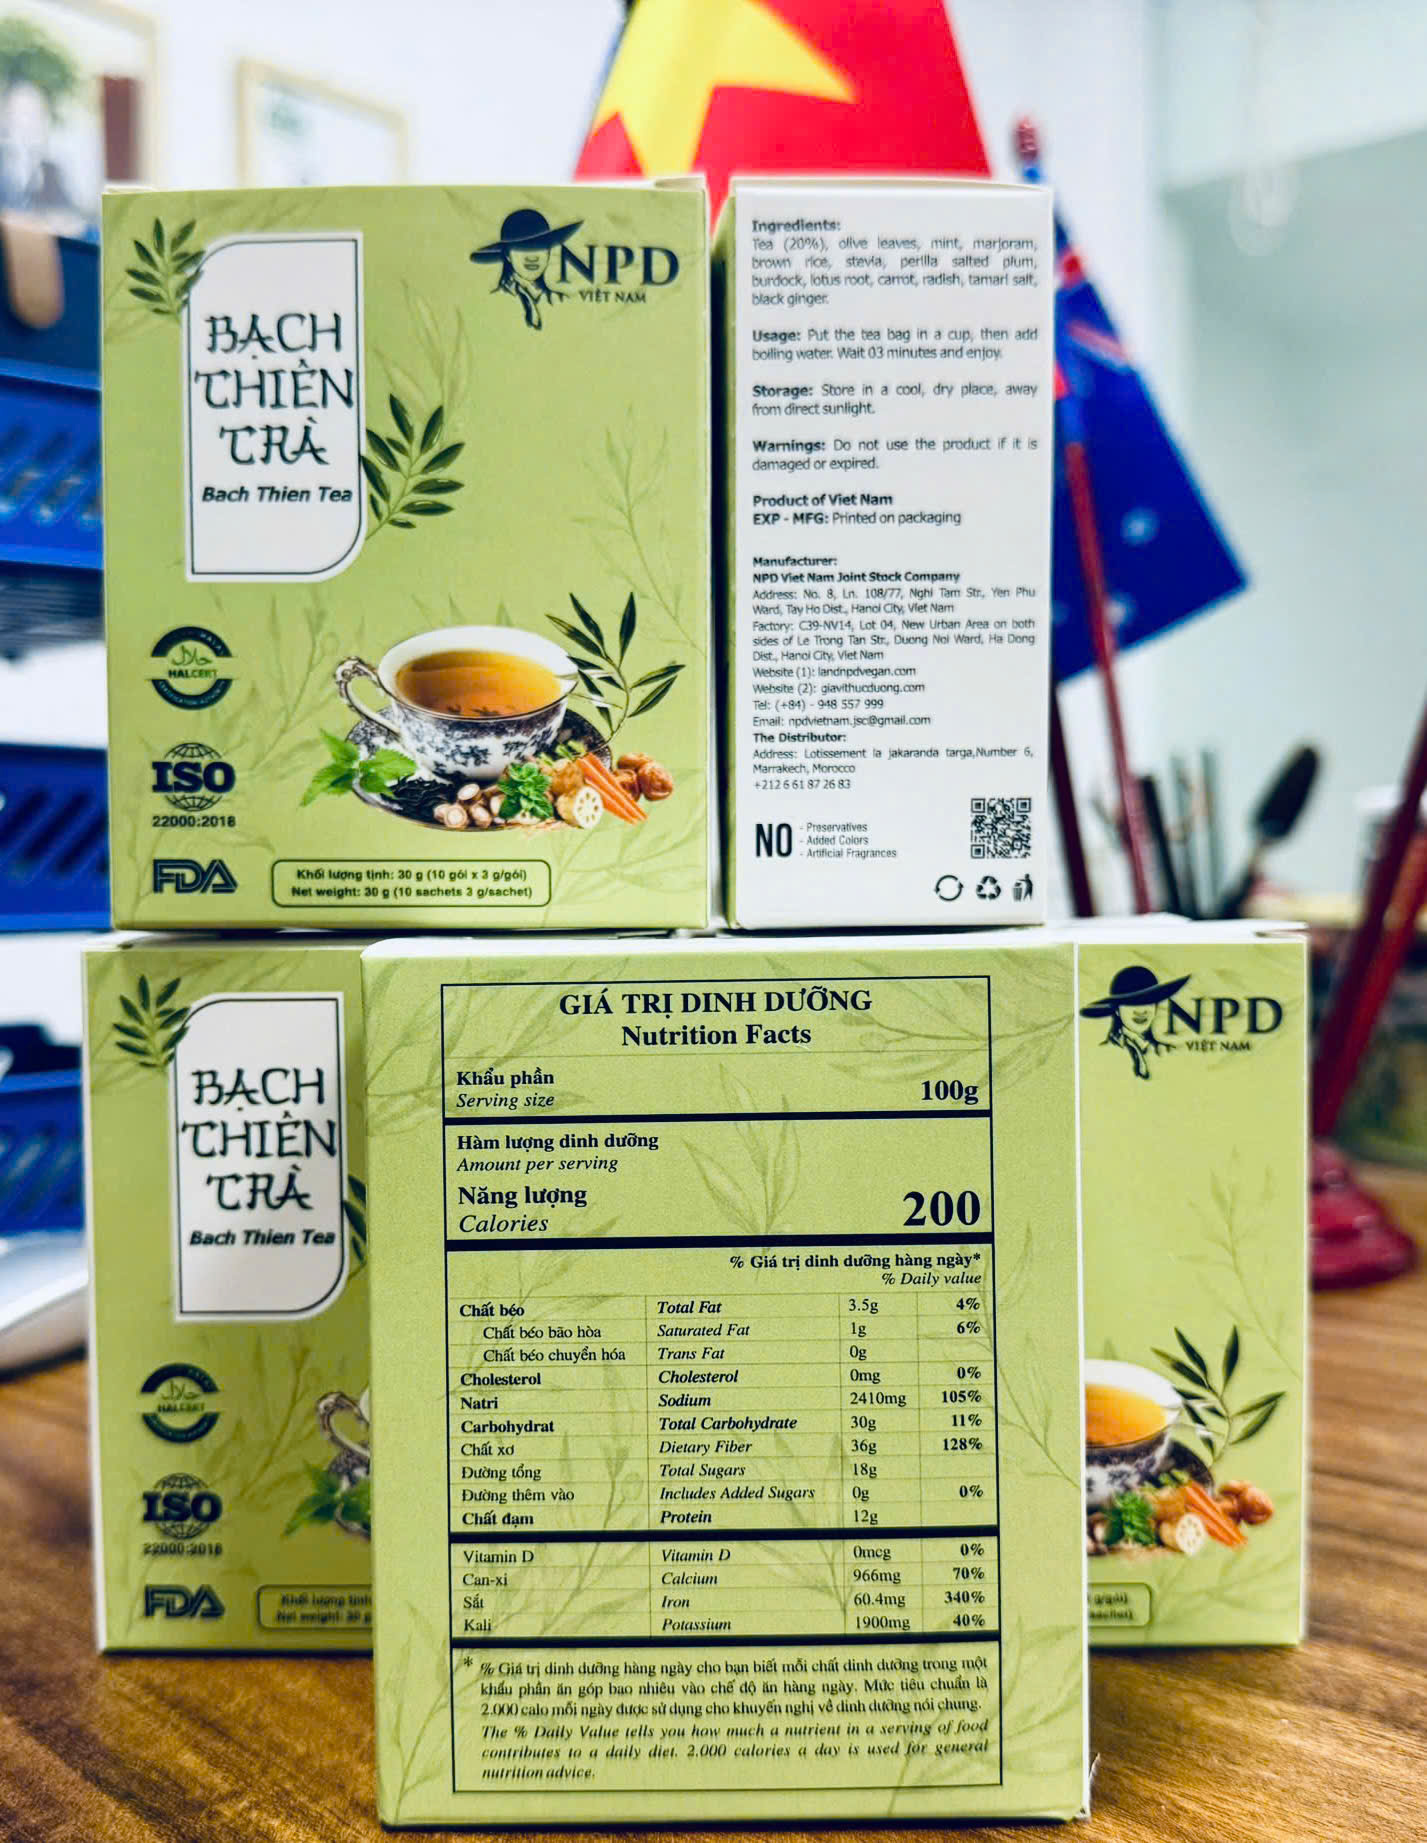 BẠCH
THIÊN
TRÀ
Bach Thien Tea
NPD
VIỆT NAM
HALCERT
ISO
22000:2018
FDA
Khối lượng tịnh: 30 g (10 gói x 3 g/gói)
Net weight: 30 g (10 sachets 3 g/sachet)
Ingredients:
Tea (20%), olive leaves, mint, marjoram,
brown rice, stevia, perilla salted plum,
burdock, lotus root, carrot, radish, tamari salt,
black ginger.
Usage: Put the tea bag in a cup, then add
boiling water. Wait 03 minutes and enjoy.
Storage: Store in a cool, dry place, away
from direct sunlight.
Warnings: Do not use the product if it is
damaged or expired.
Product of Viet Nam
EXP - MFG: Printed on packaging
Manufacturer:
NPD Viet Nam Joint Stock Company
Address: No. 8, Ln. 108/77, Nghi Tam Str., Yen Phu
Ward, Tay Ho Dist., Hanoi City, Viet Nam
Factory: C39-NV14, Lot 04, New Urban Area on both
sides of Le Trong Tan Str., Duong Noi Ward, Ha Dong
Dist., Hanoi City, Viet Nam
Website (1): landnpdvegan.com
Website (2): giavithucduong.com
Tel: (+84) - 948 557 999
Email: npdvietnam.jsc@gmail.com
The Distributor:
Address: Lotissement la jakaranda targa,Number 6,
Marrakech, Morocco
+212 6 61 87 26 83
NO
- Preservatives
- Added Colors
- Artificial Fragrances
BẠCH
THIÊN
TRÀ
Bach Thien Tea
HALCERT
ISO
22000:2018
FDA
Khối lượng tịnh
Net weight: 30 g
GIÁ TRỊ DINH DƯỠNG
Nutrition Facts
Khẩu phần
Serving size 100g
Hàm lượng dinh dưỡng
Amount per serving
Năng lượng
Calories 200
% Giá trị dinh dưỡng hàng ngày*
% Daily value
Chất béo Total Fat 3.5g 4%
Chất béo bão hòa Saturated Fat 1g 6%
Chất béo chuyển hóa Trans Fat 0g
Cholesterol Cholesterol 0mg 0%
Natri Sodium 2410mg 105%
Carbohydrat Total Carbohydrate 30g 11%
Chất xơ Dietary Fiber 36g 128%
Đường tổng Total Sugars 18g
Đường thêm vào Includes Added Sugars 0g 0%
Chất đạm Protein 12g
Vitamin D Vitamin D 0mcg 0%
Can-xi Calcium 966mg 70%
Sắt Iron 60.4mg 340%
Kali Potassium 1900mg 40%
* % Giá trị dinh dưỡng hàng ngày cho bạn biết mỗi chất dinh dưỡng trong một
khẩu phần ăn góp bao nhiêu vào chế độ ăn hàng ngày. Mức tiêu chuẩn là
2.000 calo mỗi ngày được sử dụng cho khuyến nghị về dinh dưỡng nói chung.
The % Daily Value tells you how much a nutrient in a serving of food
contributes to a daily diet. 2.000 calories a day is used for general
nutrition advice.
NPD
VIỆT NAM
g/gói)
sachet)